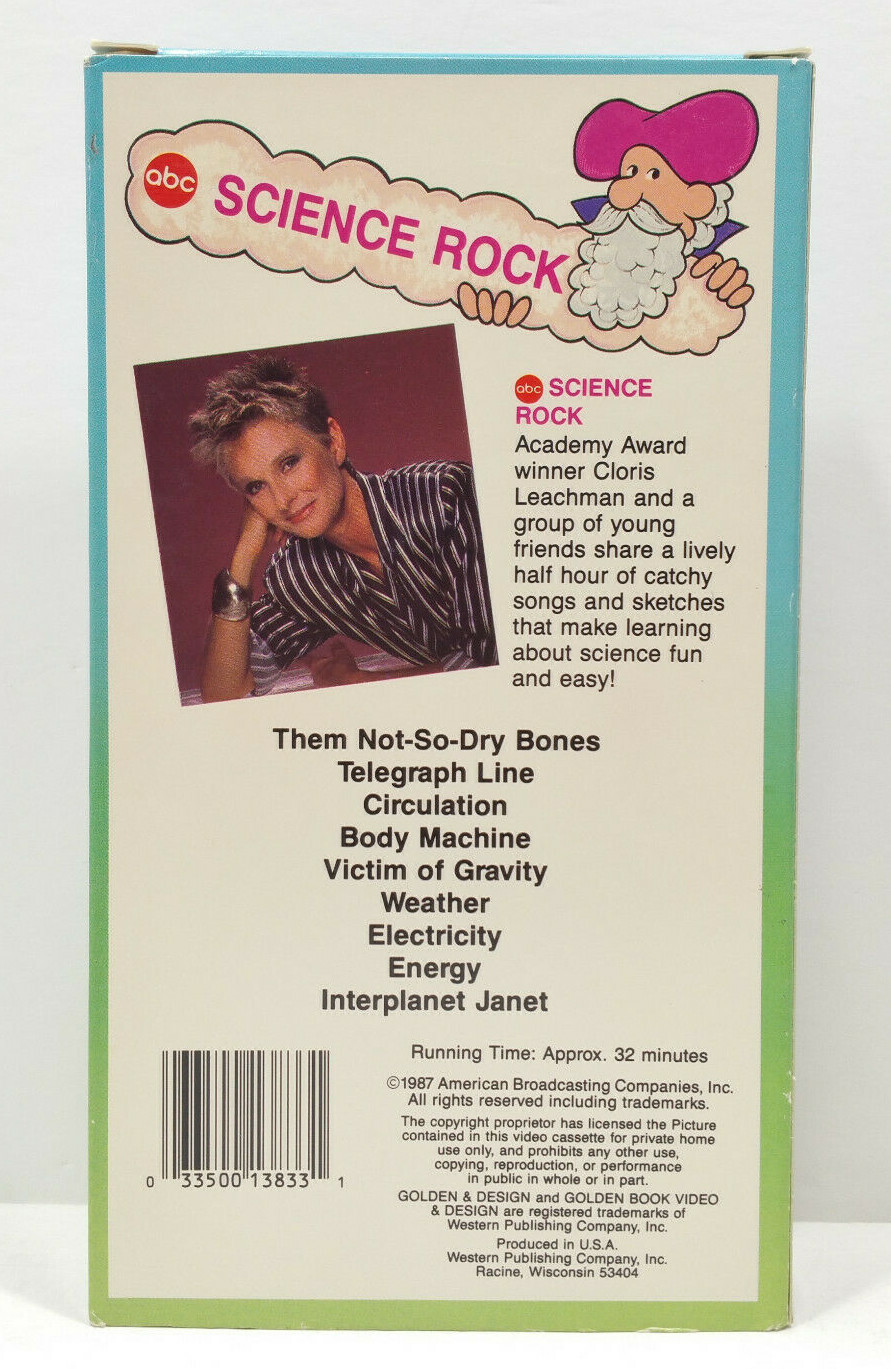 abc SCIENCE ROCK
abc SCIENCE
ROCK
Academy Award
winner Cloris
Leachman and a
group of young
friends share a lively
half hour of catchy
songs and sketches
that make learning
about science fun
and easy!
Them Not-So-Dry Bones
Telegraph Line
Circulation
Body Machine
Victim of Gravity
Weather
Electricity
Energy
Interplanet Janet
Running Time: Approx. 32 minutes
©1987 American Broadcasting Companies, Inc.
All rights reserved including trademarks.
The copyright proprietor has licensed the Picture
contained in this video cassette for private home
use only, and prohibits any other use,
copying, reproduction, or performance
in public in whole or in part.
GOLDEN & DESIGN and GOLDEN BOOK VIDEO
& DESIGN are registered trademarks of
Western Publishing Company, Inc.
Produced in U.S.A.
Western Publishing Company, Inc.
Racine, Wisconsin 53404
0 33500 13833 1